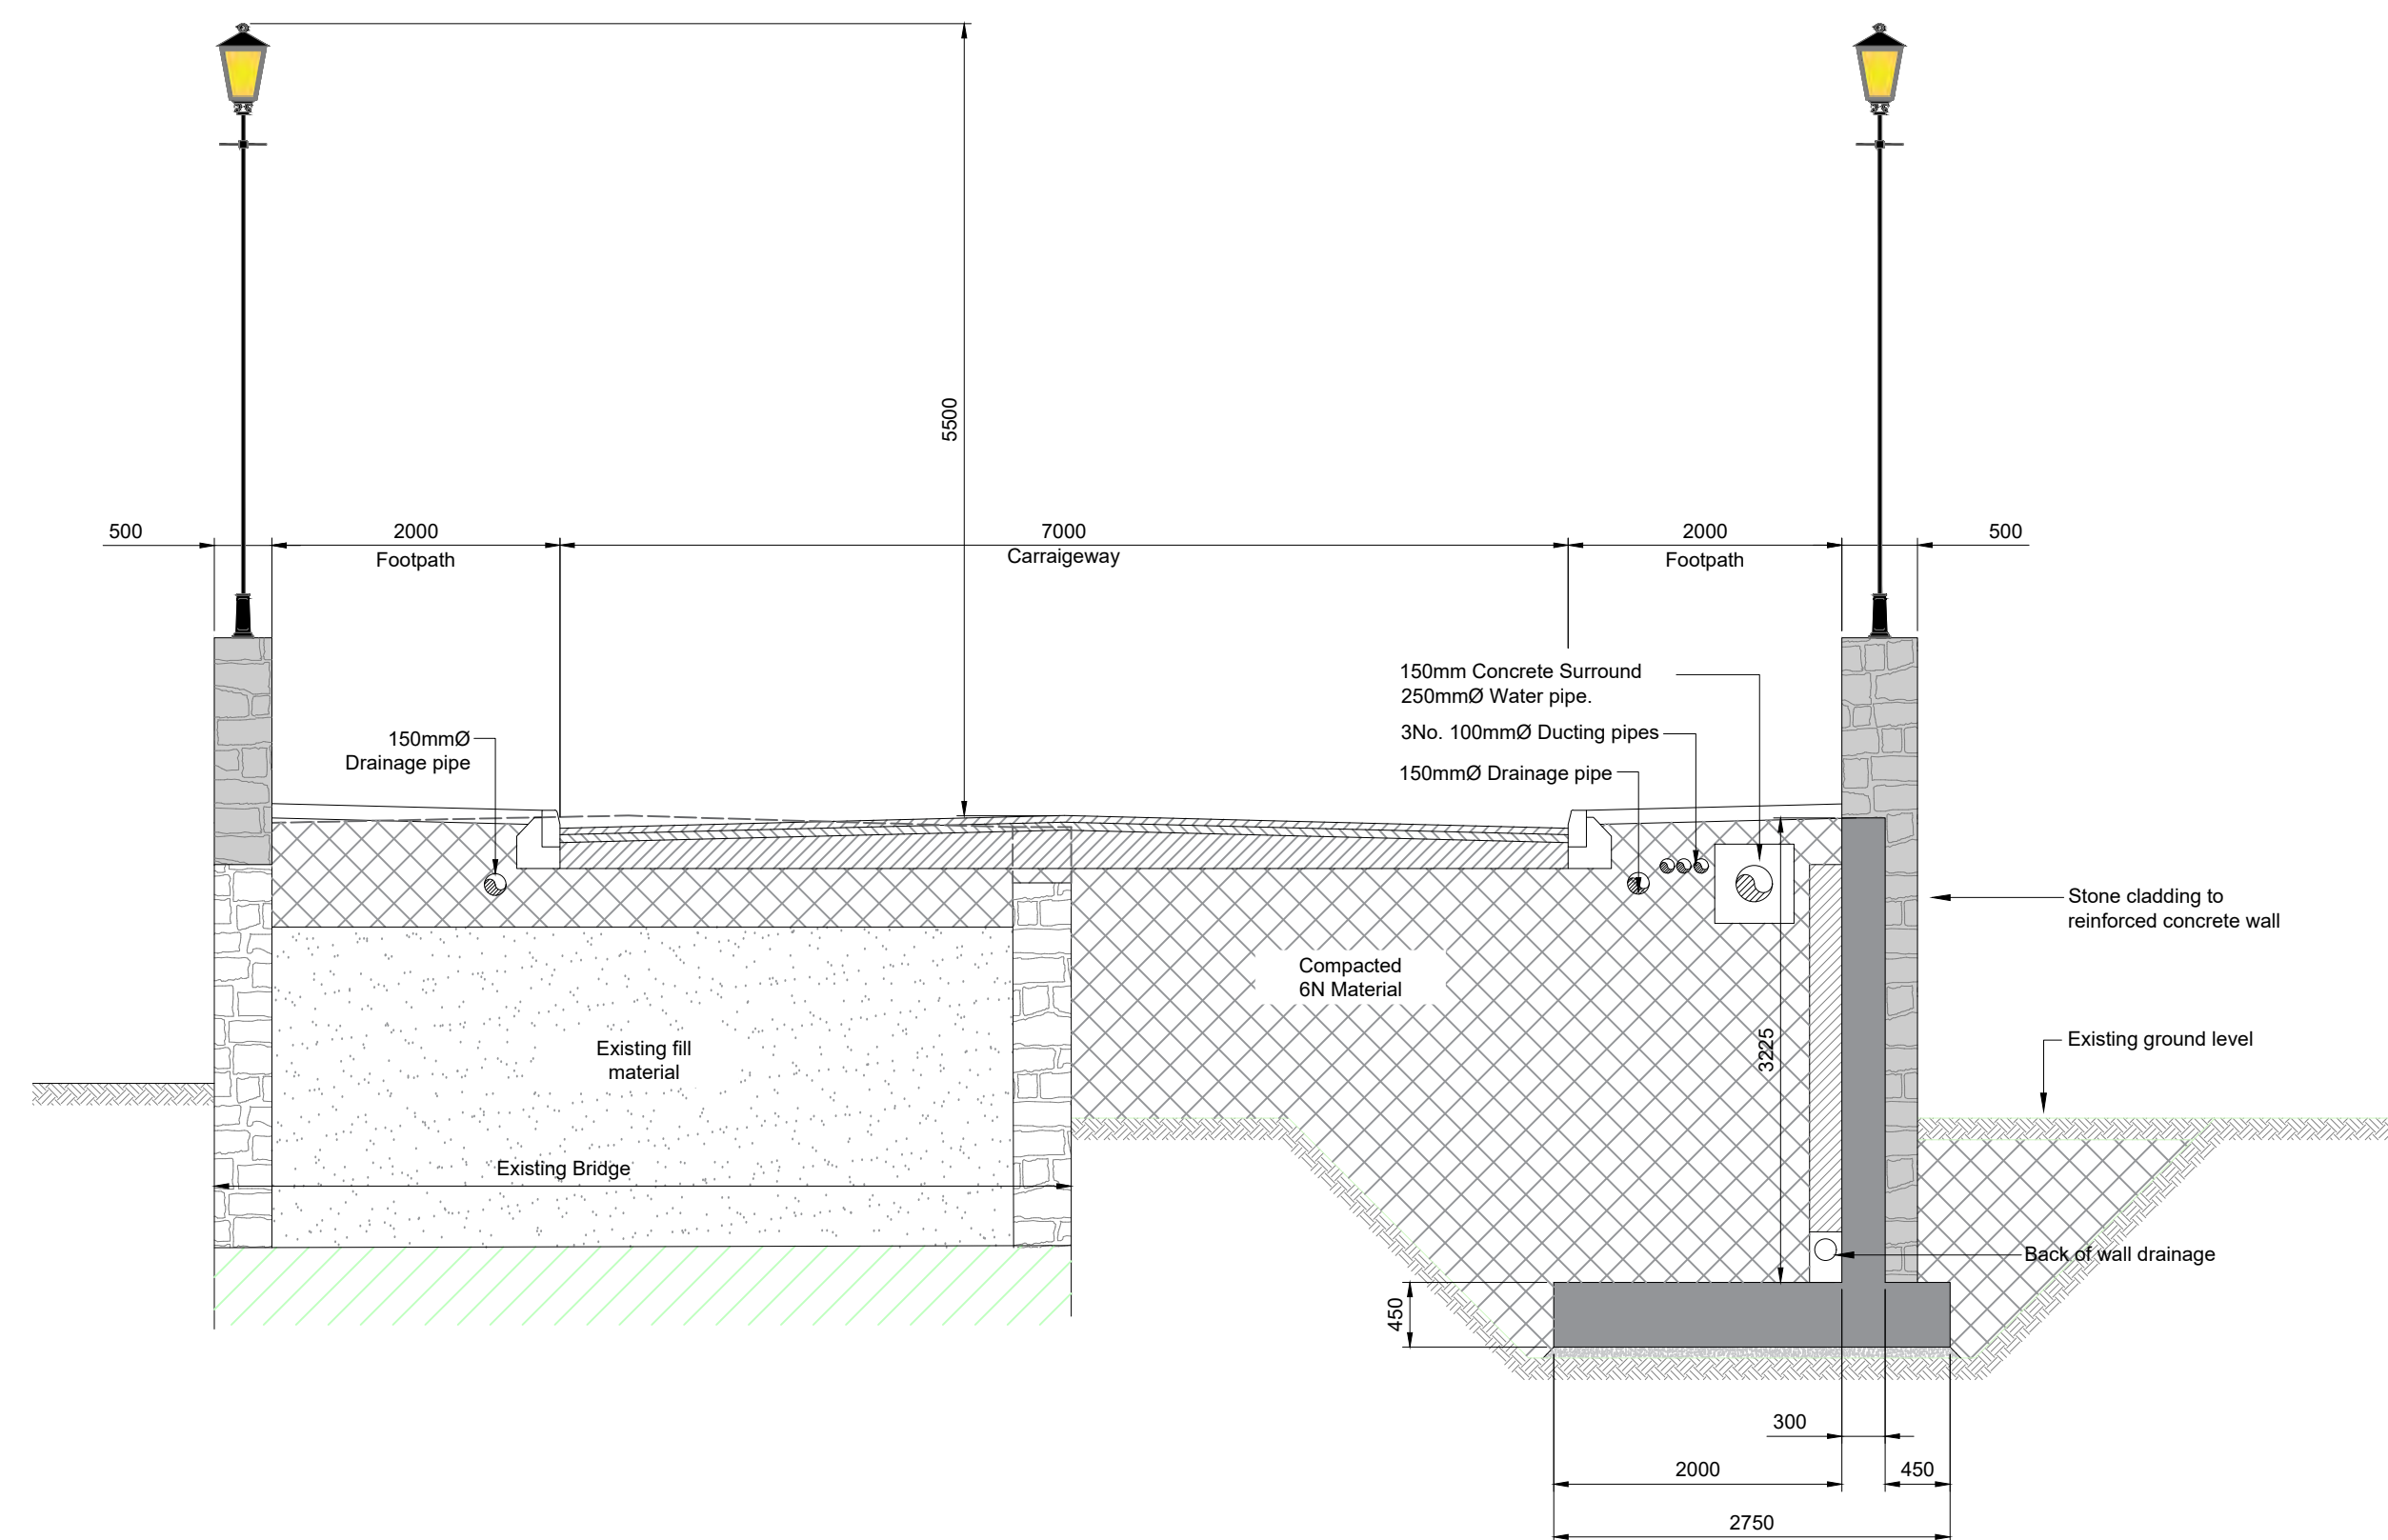 5500
500
2000
Footpath
7000
Carraigeway
2000
Footpath
500
150mm Concrete Surround
250mmØ Water pipe.
3No. 100mmØ Ducting pipes
150mmØ Drainage pipe
150mmØ
Drainage pipe
Stone cladding to
reinforced concrete wall
Compacted
6N Material
Existing fill
material
3225
Existing ground level
Existing Bridge
Back of wall drainage
450
300
2000
450
2750